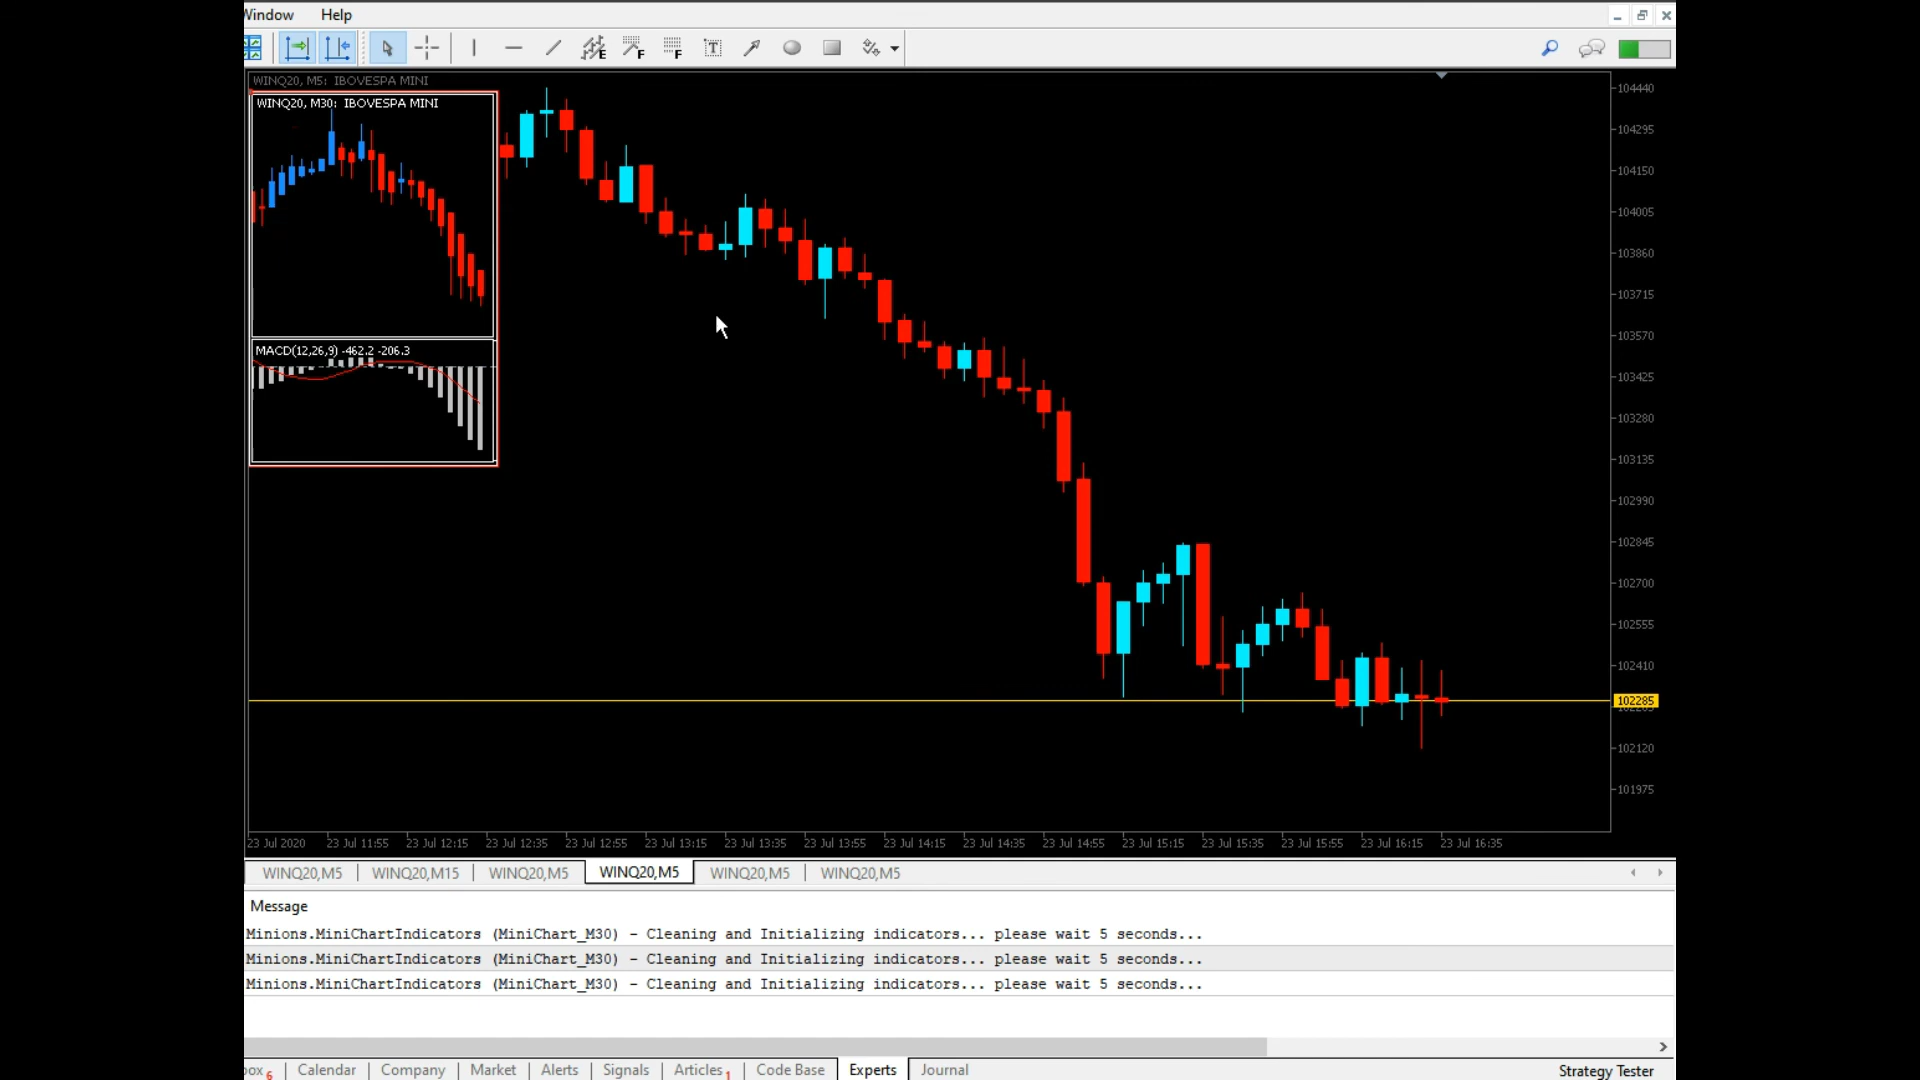 Window Help
E F F T
WINQ20, M5: IBOVESPA MINI
WINQ20, M30: IBOVESPA MINI
MACD(12,26,9) -462.2 -206.3
104440
104295
104150
104005
103860
103715
103570
103425
103280
103135
102990
102845
102700
102555
102410
102285
102120
101975
23 Jul 2020 23 Jul 11:55 23 Jul 12:15 23 Jul 12:35 23 Jul 12:55 23 Jul 13:15 23 Jul 13:35 23 Jul 13:55 23 Jul 14:15 23 Jul 14:35 23 Jul 14:55 23 Jul 15:15 23 Jul 15:35 23 Jul 15:55 23 Jul 16:15 23 Jul 16:35
WINQ20,M5 WINQ20,M15 WINQ20,M5 WINQ20,M5 WINQ20,M5 WINQ20,M5
Message
Minions.MiniChartIndicators (MiniChart_M30) - Cleaning and Initializing indicators... please wait 5 seconds...
Minions.MiniChartIndicators (MiniChart_M30) - Cleaning and Initializing indicators... please wait 5 seconds...
Minions.MiniChartIndicators (MiniChart_M30) - Cleaning and Initializing indicators... please wait 5 seconds...
box 6 Calendar Company Market Alerts Signals Articles 1 Code Base Experts Journal Strategy Tester